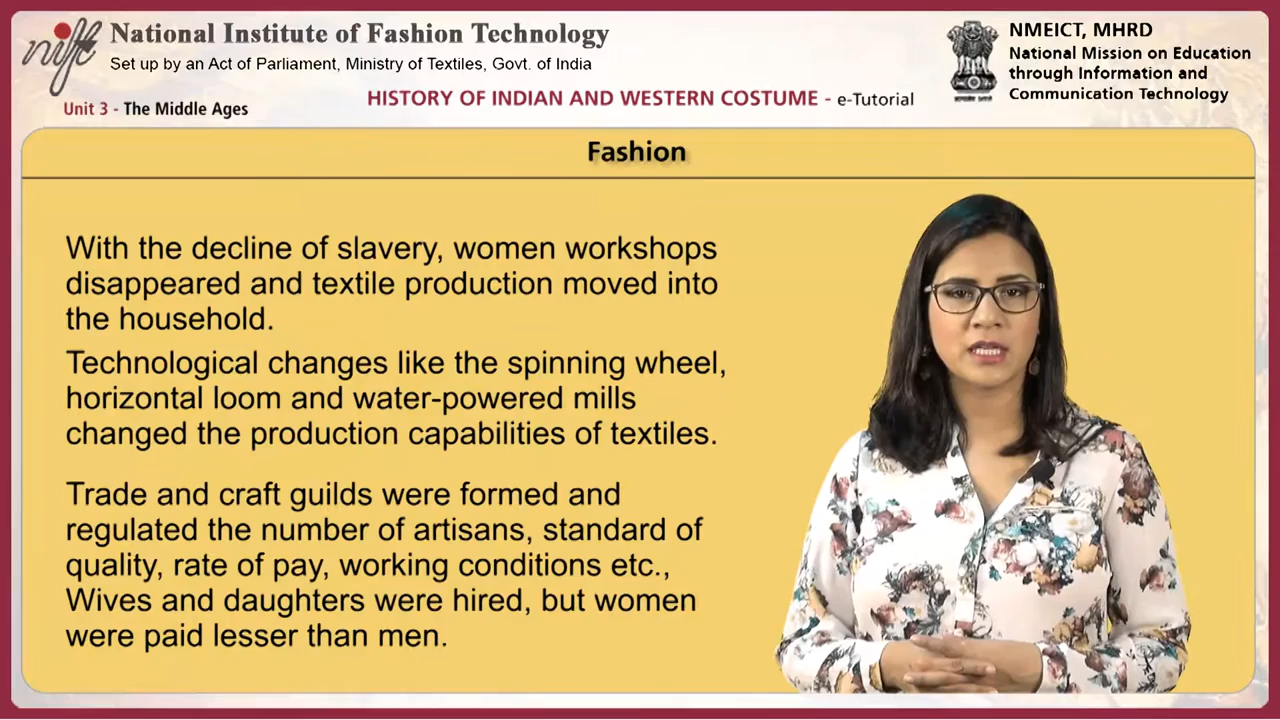 nift
National Institute of Fashion Technology
Set up by an Act of Parliament, Ministry of Textiles, Govt. of India
NMEICT, MHRD
National Mission on Education
through Information and
Communication Technology
Unit 3 - The Middle Ages
HISTORY OF INDIAN AND WESTERN COSTUME - e-Tutorial
Fashion
With the decline of slavery, women workshops
disappeared and textile production moved into
the household.
Technological changes like the spinning wheel,
horizontal loom and water-powered mills
changed the production capabilities of textiles.
Trade and craft guilds were formed and
regulated the number of artisans, standard of
quality, rate of pay, working conditions etc.,
Wives and daughters were hired, but women
were paid lesser than men.